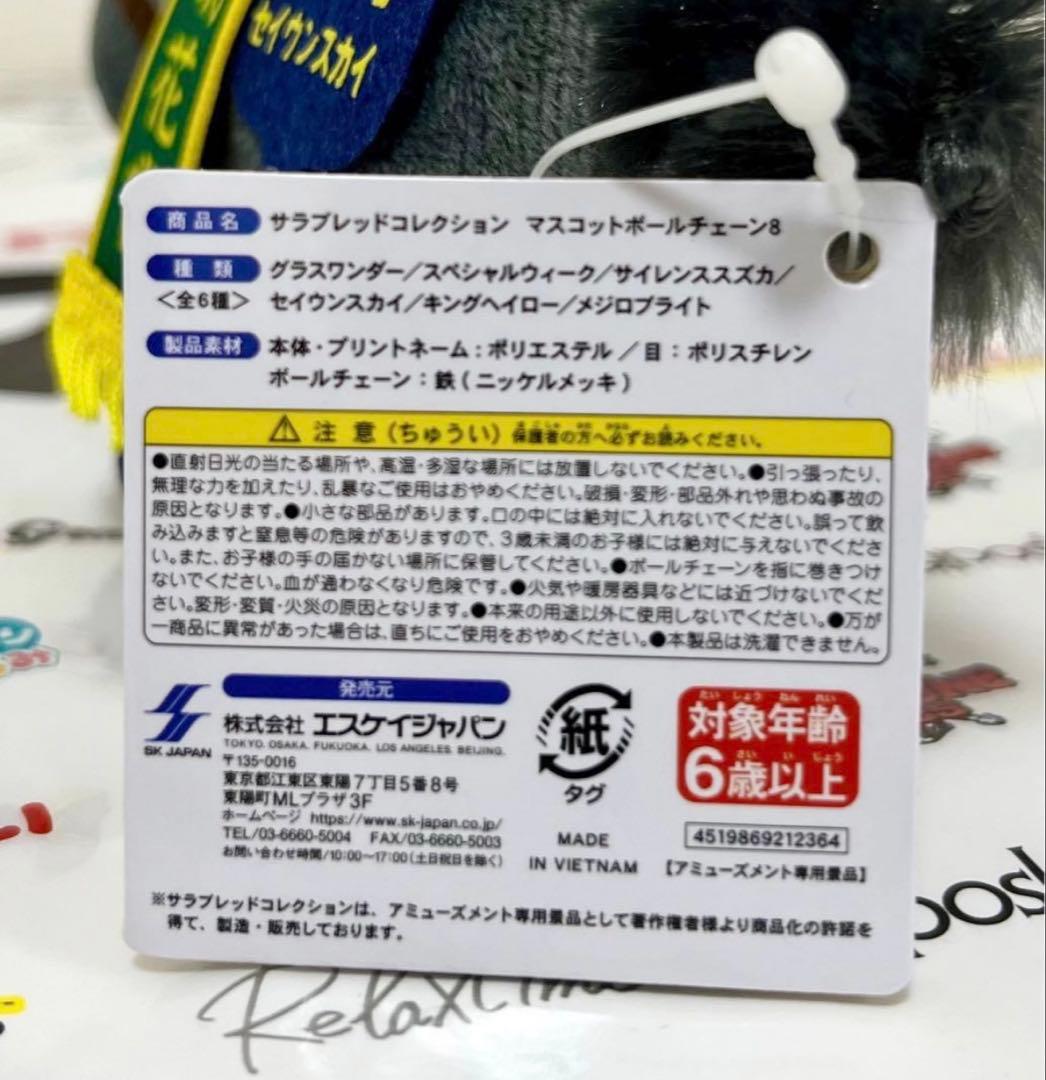 花
セイウンスカイ
商品名 サラブレッドコレクション マスコットボールチェーン8
種類 グラスワンダー／スペシャルウィーク／サイレンススズカ／
＜全6種＞ セイウンスカイ／キングヘイロー／メジロブライト
製品素材 本体・プリントネーム：ポリエステル ／目：ポリスチレン
ボールチェーン：鉄(ニッケルメッキ)
⚠ 注意(ちゅうい) 保護者の方へ必ずお読みください。
●直射日光の当たる場所や、高温・多湿な場所には放置しないでください。●引っ張ったり、
無理な力を加えたり、乱暴なご使用はおやめください。破損・変形・部品外れや思わぬ事故の
原因となります。●小さな部品があります。口の中には絶対に入れないでください。誤って飲
み込みますと窒息等の危険がありますので、3歳未満のお子様には絶対に与えないでくださ
い。また、お子様の手の届かない場所に保管してください。●ボールチェーンを指に巻きつけ
ないでください。血が通わなくなり危険です。●火気や暖房器具などには近づけないでくだ
さい。変形・変質・火災の原因となります。●本来の用途以外に使用しないでください。●万が
一商品に異常があった場合は、直ちにご使用をおやめください。●本製品は洗濯できません。
SK JAPAN
発売元
株式会社 エスケイジャパン
TOKYO. OSAKA. FUKUOKA. LOS ANGELES. BEIJING.
〒135-0016
東京都江東区東陽7丁目5番8号
東陽町MLプラザ3F
ホームページ https://www.sk-japan.co.jp/
TEL/03-6660-5004 FAX/03-6660-5003
お問い合わせ時間/10:00～17:00(土日祝日を除く)
紙
タグ
MADE
IN VIETNAM
たいしょうねんれい
対象年齢
さいいじょう
6歳以上
4519869212364
【アミューズメント専用景品】
※サラブレッドコレクションは、アミューズメント専用景品として著作権者様より商品化の許諾を
得て、製造・販売しております。
Relax